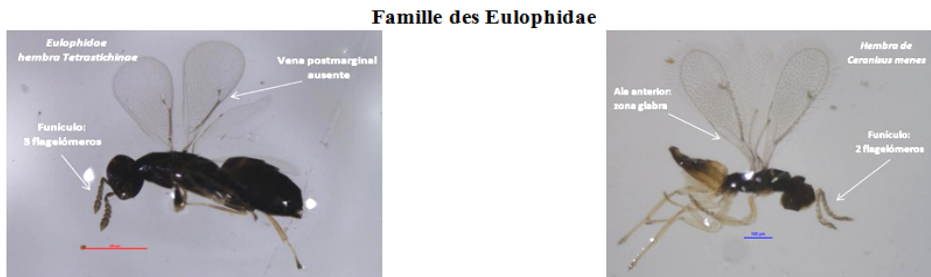 Famille des Eulophidae
Eulophidae
hembra Tetrastichinae
Vena postmarginal
ausente
Funículo:
3 flagelómeros
Hembra de
Ceranisus menes
Ala anterior:
zona glabra
Funículo:
2 flagelómeros